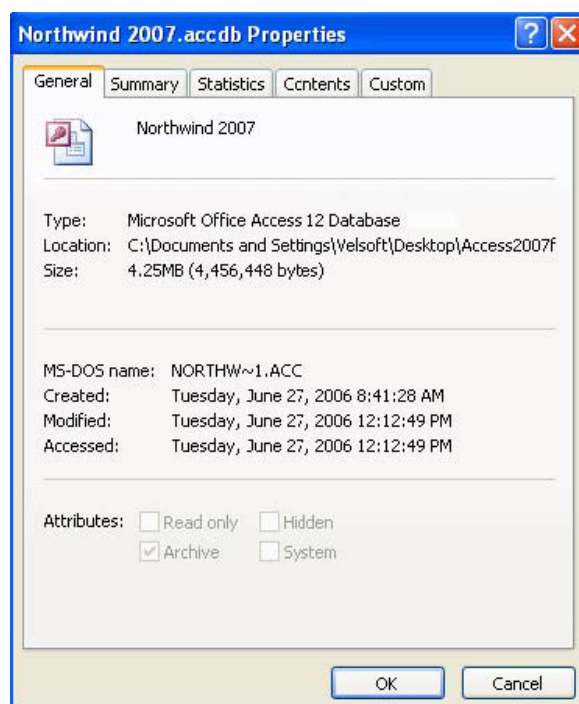 Northwind 2007.accdb Properties
General Summary Statistics Contents Custom
Northwind 2007
Type: Microsoft Office Access 12 Database
Location: C:\Documents and Settings\Velsoft\Desktop\Access2007f
Size: 4.25MB (4,456,448 bytes)
MS-DOS name: NORTHW~1.ACC
Created: Tuesday, June 27, 2006 8:41:28 AM
Modified: Tuesday, June 27, 2006 12:12:49 PM
Accessed: Tuesday, June 27, 2006 12:12:49 PM
Attributes: Read only Hidden
Archive System
OK Cancel